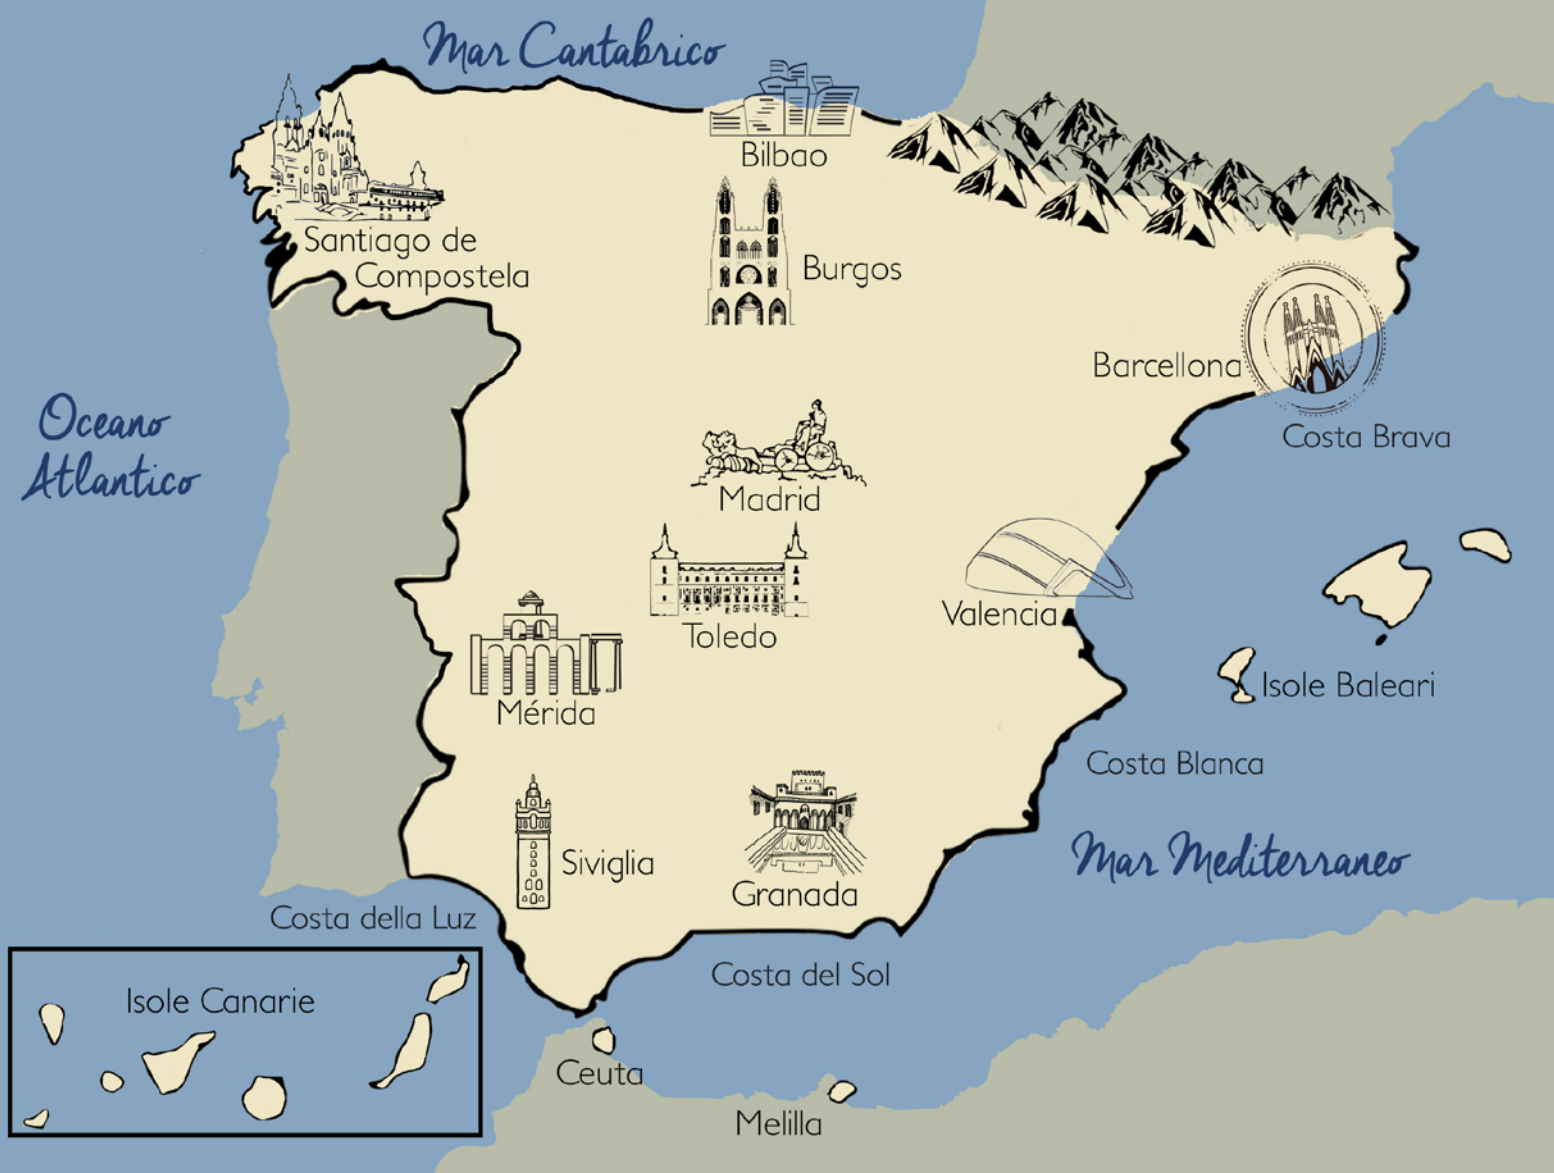 Mar Cantabrico
Bilbao
Santiago de
Compostela
Burgos
Barcellona
Oceano
Atlantico
Costa Brava
Madrid
Valencia
Toledo
Isole Baleari
Mérida
Costa Blanca
Mar Mediterraneo
Siviglia
Granada
Costa della Luz
Costa del Sol
Isole Canarie
Ceuta
Melilla